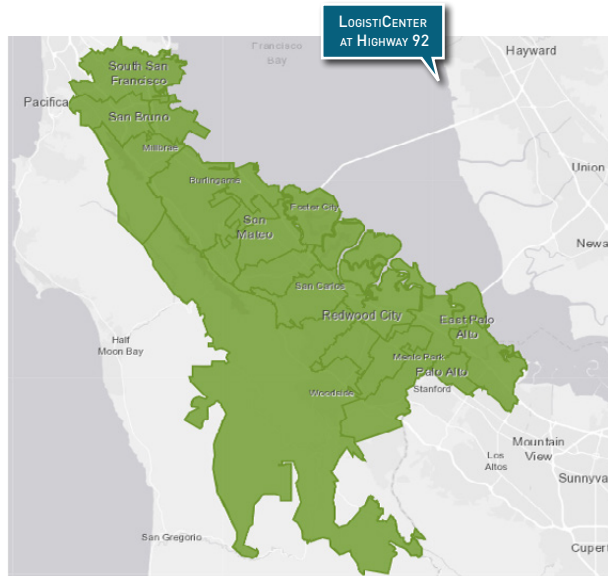 LOGISTICENTER
AT HIGHWAY 92
Francisco
Bay
Hayward
South San
Francisco
Pacifica
San Bruno
Millbrae
Union
Burlingame
Foster City
San
Mateo
Newa
San Carlos
Redwood City
East Palo
Alto
Half
Moon Bay
Menlo Park
Palo Alto
Stanford
Woodside
Mountain
View
Los
Altos
Sunnyva
San Gregorio
Cupert